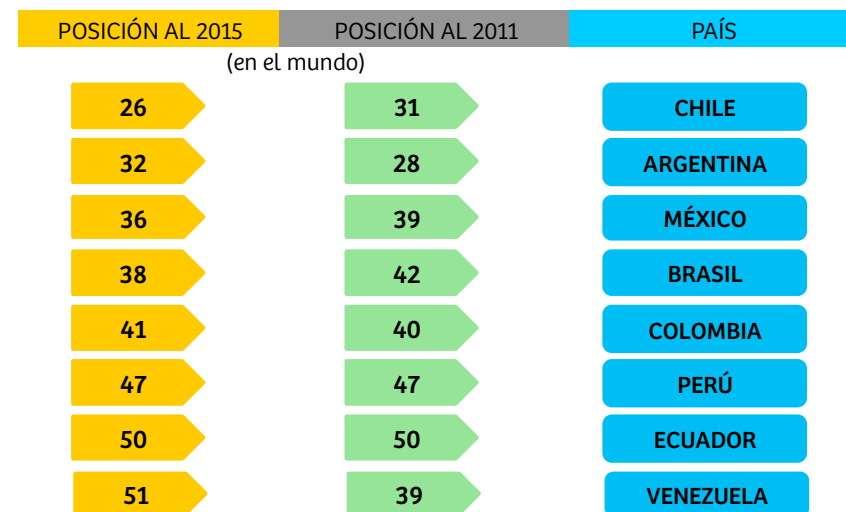 POSICIÓN AL 2015 POSICIÓN AL 2011 PAÍS
(en el mundo)
26 31 CHILE
32 28 ARGENTINA
36 39 MÉXICO
38 42 BRASIL
41 40 COLOMBIA
47 47 PERÚ
50 50 ECUADOR
51 39 VENEZUELA